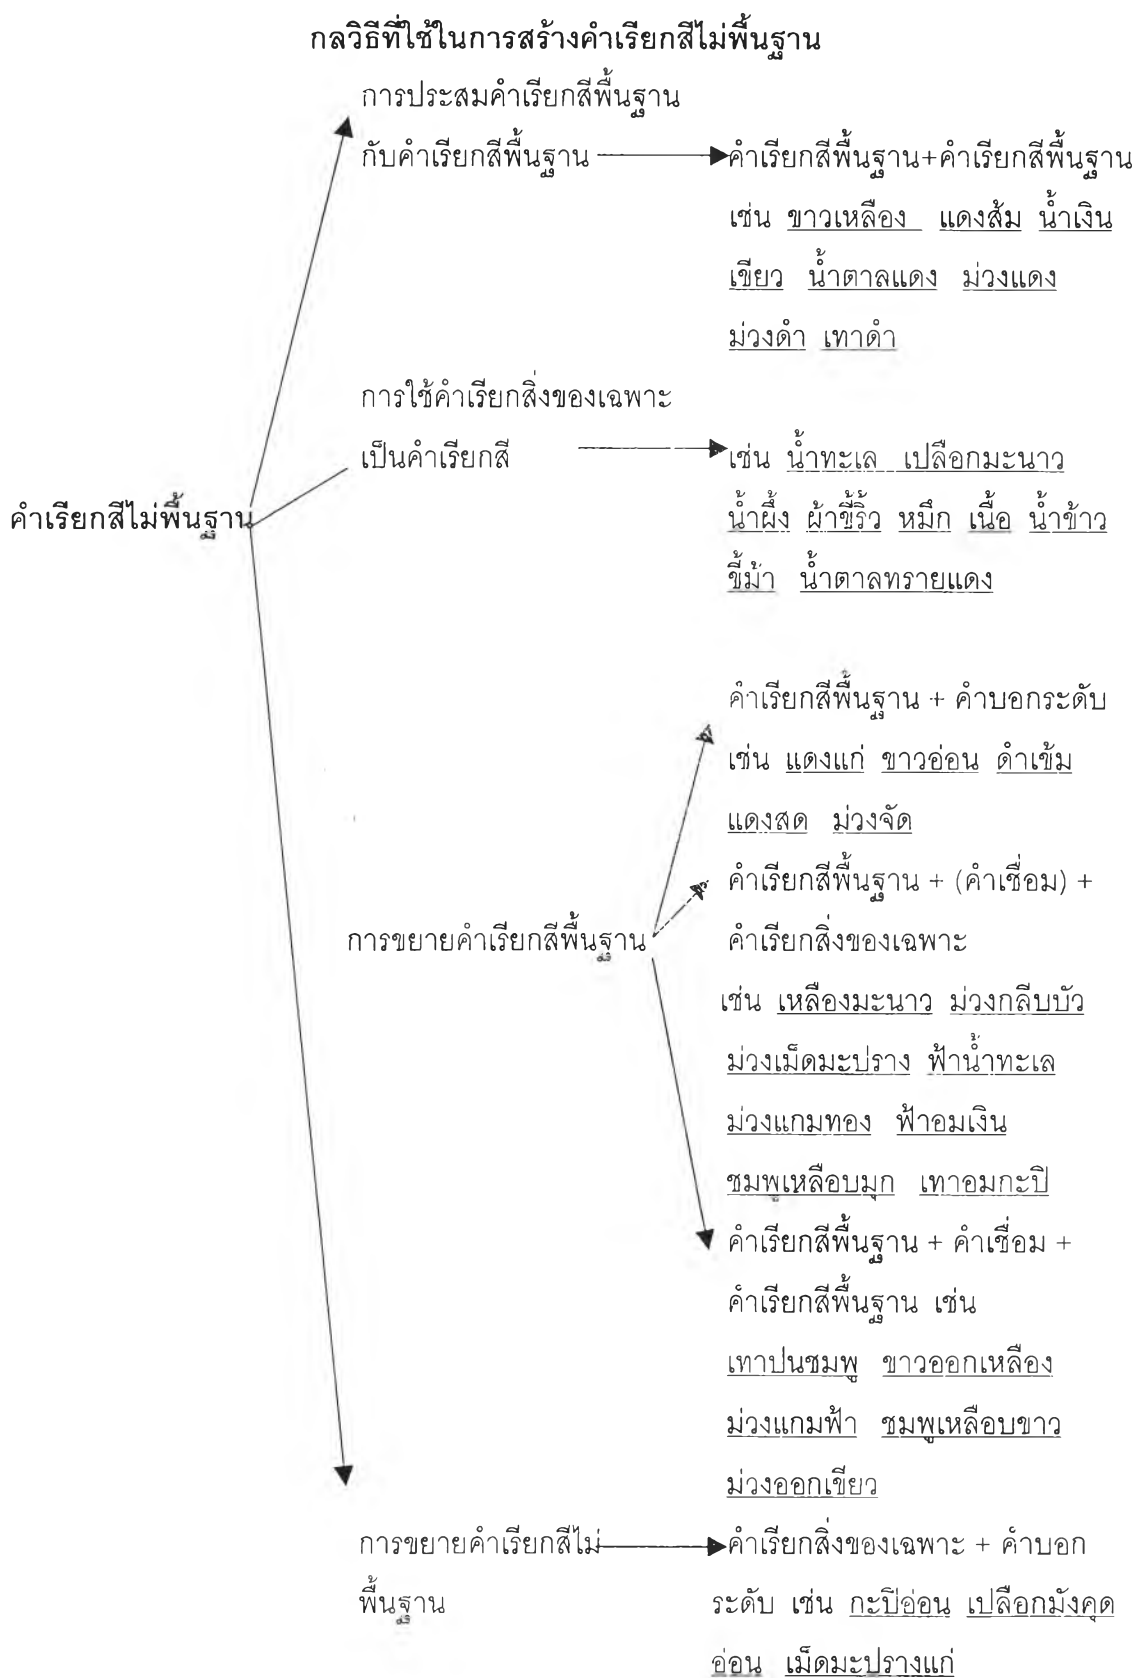 กลวิธีที่ใช้ในการสร้างคำเรียกสีไม่พื้นฐาน
การประสมคำเรียกสีพื้นฐาน
กับคำเรียกสีพื้นฐาน
คำเรียกสีพื้นฐาน+คำเรียกสีพื้นฐาน
เช่น ขาวเหลือง แดงส้ม น้ำเงิน
เขียว น้ำตาลแดง ม่วงแดง
ม่วงดำ เทาดำ
การใช้คำเรียกสิ่งของเฉพาะ
เป็นคำเรียกสี
เช่น น้ำทะเล เปลือกมะนาว
คำเรียกสีไม่พื้นฐาน
น้ำผึ้ง ผ้าขี้ริ้ว หมึก เนื้อ น้ำข้าว
ขี้ม้า น้ำตาลทรายแดง
คำเรียกสีพื้นฐาน + คำบอกระดับ
เช่น แดงแก่ ขาวอ่อน ดำเข้ม
แดงสด ม่วงจัด
คำเรียกสีพื้นฐาน + (คำเชื่อม) +
การขยายคำเรียกสีพื้นฐาน
คำเรียกสิ่งของเฉพาะ
เช่น เหลืองมะนาว ม่วงกลีบบัว
ม่วงเม็ดมะปราง ฟ้าน้ำทะเล
ม่วงแกมทอง ฟ้าอมเงิน
ชมพูเหลือบมุก เทาอมกะปิ
คำเรียกสีพื้นฐาน + คำเชื่อม +
คำเรียกสีพื้นฐาน เช่น
เทาปนชมพู ขาวออกเหลือง
ม่วงแกมฟ้า ชมพูเหลือบขาว
ม่วงออกเขียว
การขยายคำเรียกสีไม่
พื้นฐาน
คำเรียกสิ่งของเฉพาะ + คำบอก
ระดับ เช่น กะปิอ่อน เปลือกมังคุด
อ่อน เม็ดมะปรางแก่